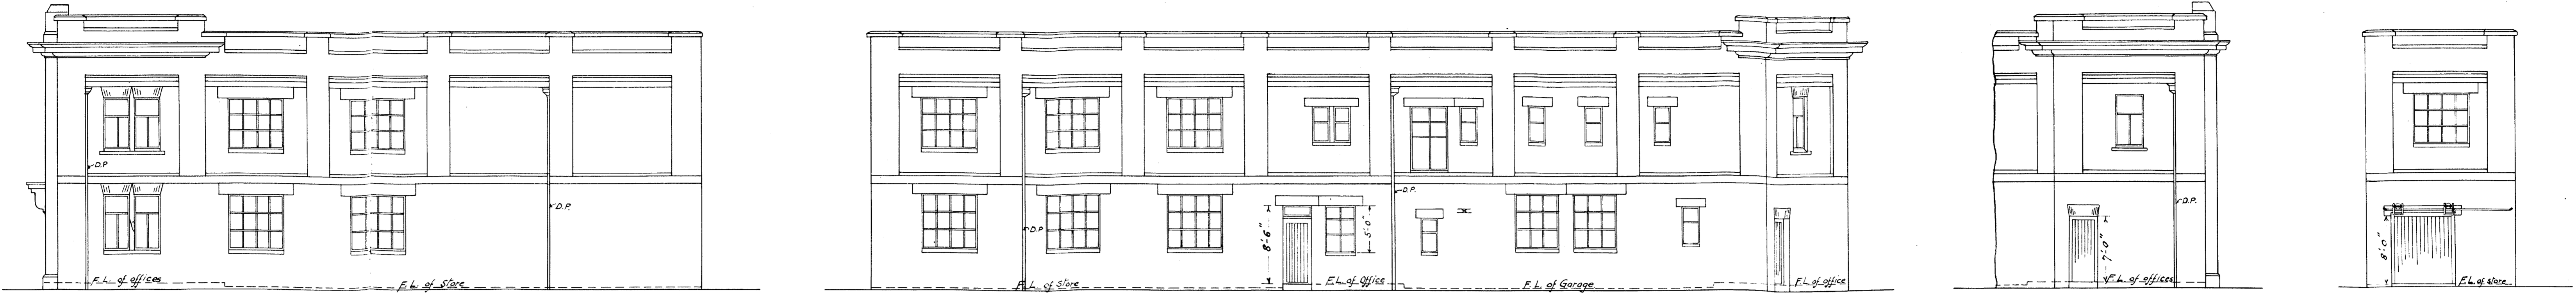 D.P
D.P.
F.L. of offices
F.L. of Store
D.P
D.P.
8'-6"
5'-0"
F.L. of Store
F.L. of Office
F.L. of Garage
F.L. of office
D.P.
7'-0"
F.L. of offices
8'-0"
F.L. of store